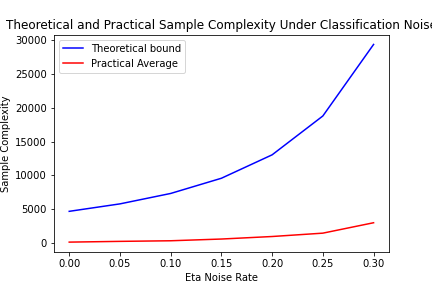 Theoretical and Practical Sample Complexity Under Classification Noise
30000
25000
20000
15000
10000
5000
0
Sample Complexity
Theoretical bound
Practical Average
0.00 0.05 0.10 0.15 0.20 0.25 0.30
Eta Noise Rate